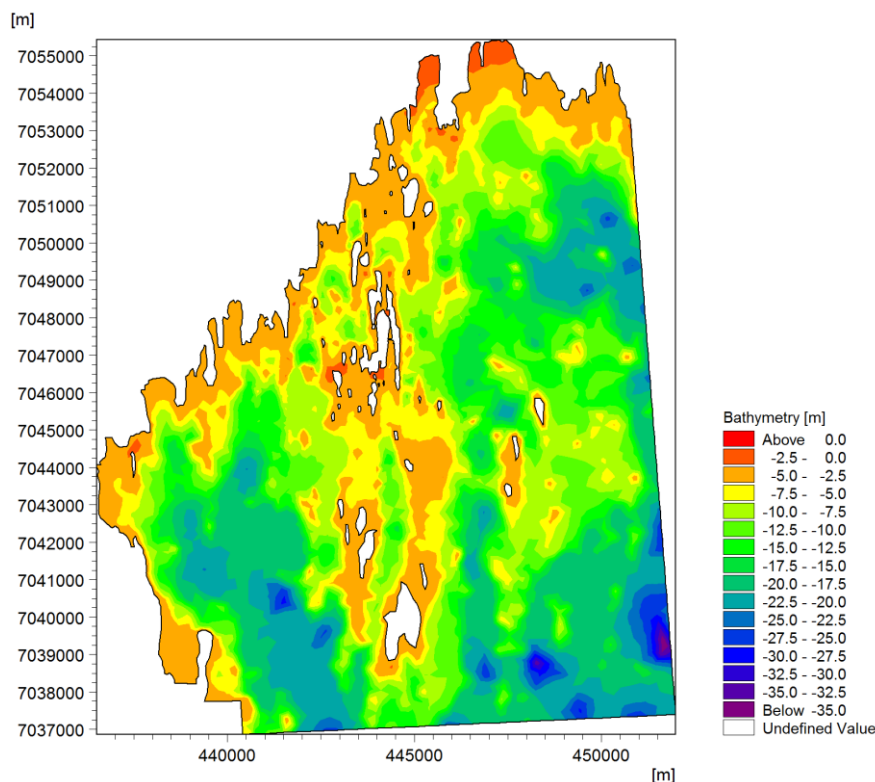 [m]
7055000
7054000
7053000
7052000
7051000
7050000
7049000
7048000
7047000
7046000
7045000
7044000
7043000
7042000
7041000
7040000
7039000
7038000
7037000
440000 445000 450000
[m]
Bathymetry [m]
Above 0.0
-2.5 - 0.0
-5.0 - -2.5
-7.5 - -5.0
-10.0 - -7.5
-12.5 - -10.0
-15.0 - -12.5
-17.5 - -15.0
-20.0 - -17.5
-22.5 - -20.0
-25.0 - -22.5
-27.5 - -25.0
-30.0 - -27.5
-32.5 - -30.0
-35.0 - -32.5
Below -35.0
Undefined Value